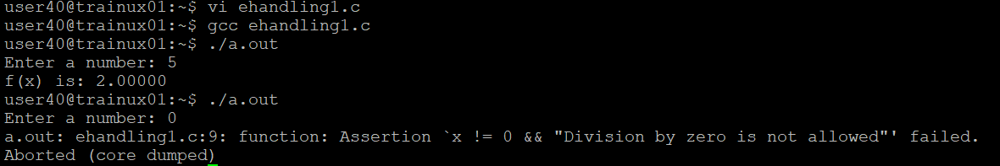 user40@trainux01:~$ vi ehandling1.c
user40@trainux01:~$ gcc ehandling1.c
user40@trainux01:~$ ./a.out
Enter a number: 5
f(x) is: 2.00000
user40@trainux01:~$ ./a.out
Enter a number: 0
a.out: ehandling1.c:9: function: Assertion `x != 0 && "Division by zero is not allowed"' failed.
Aborted (core dumped)